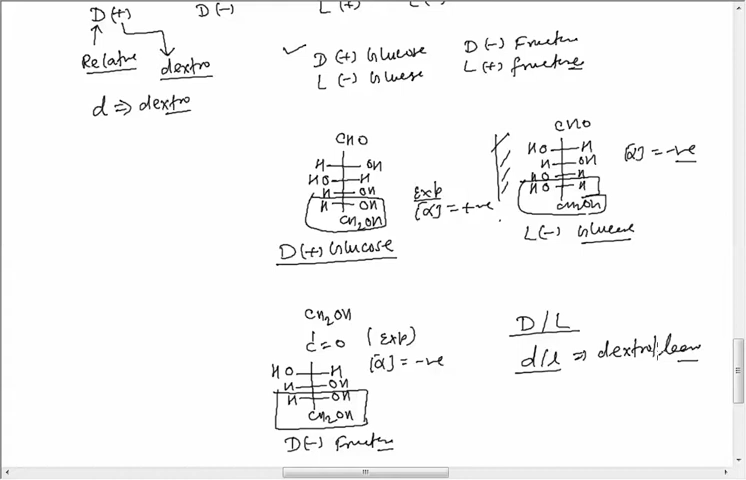 D (+) D (-) L (+)
Relative dextro
d ⇒ dextro
✓ D (+) Glucose D (-) Fructose
L (-) Glucose L (+) fructose
CHO
H OH
HO H
H OH
H OH
CH2OH
D (+) Glucose
Exp
[α] = +ve
CHO
HO H
H OH
HO H
HO H
CH2OH
L (-) Glucose
[α] = -ve
CH2OH
C=O
HO H
H OH
H OH
CH2OH
D (-) Fructose
(Exp)
[α] = -ve
D/L
d/l ⇒ dextro/leavo